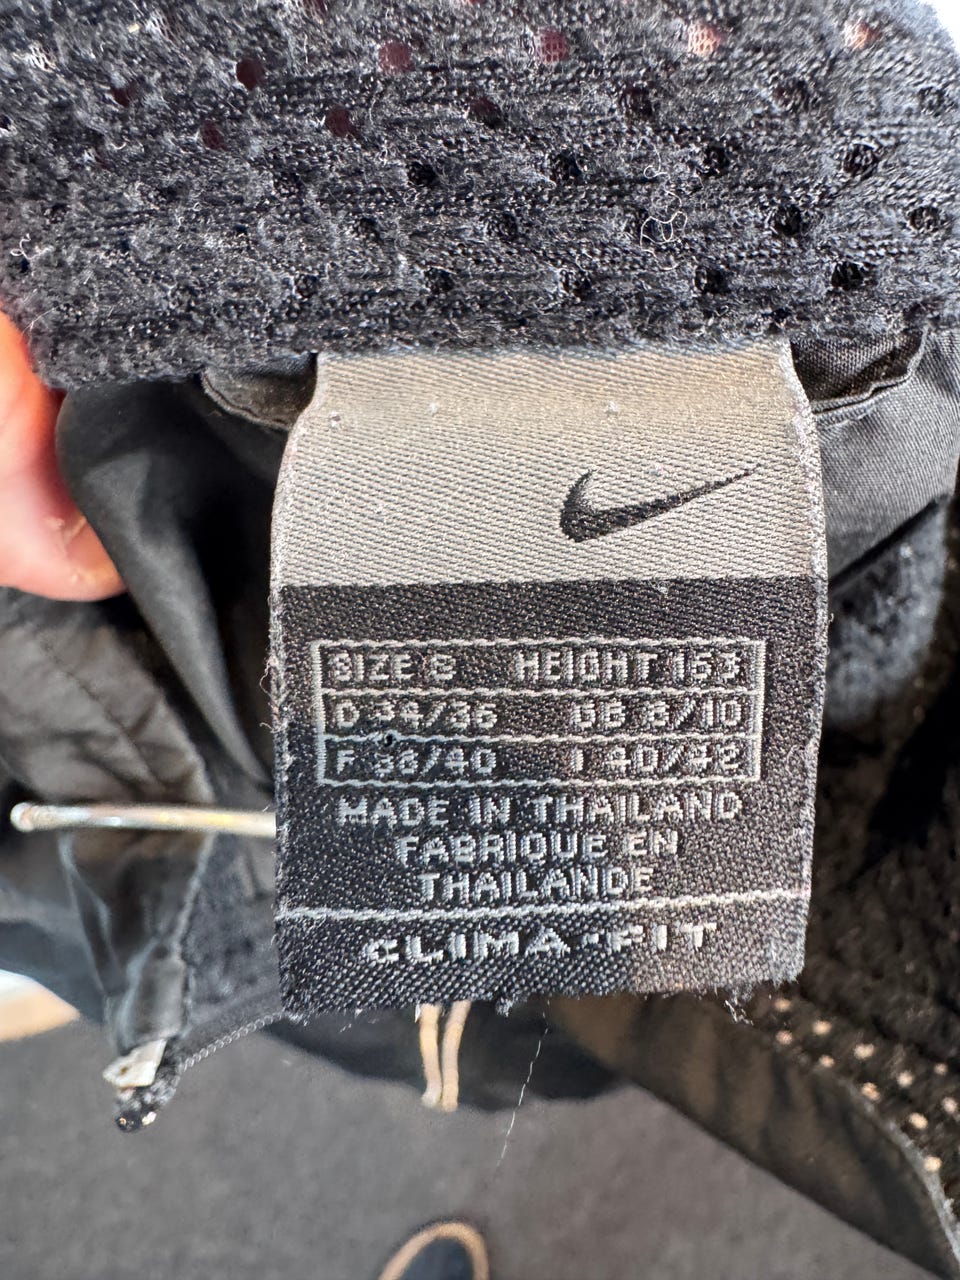 SIZE S HEIGHT 163
D 34/36 GB 8/10
F 38/40 I 40/42
MADE IN THAILAND
FABRIQUE EN
THAILANDE
CLIMA-FIT